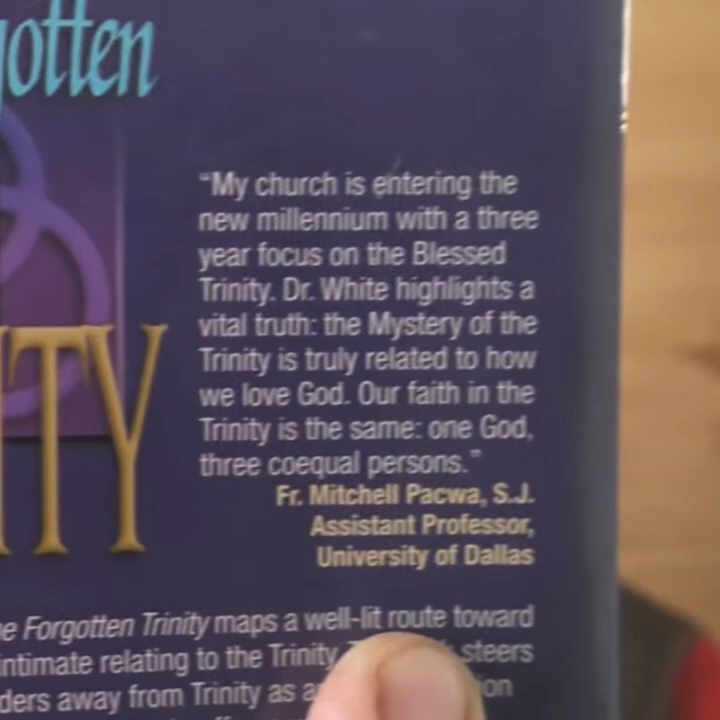 gotten
ITY
“My church is entering the
new millennium with a three
year focus on the Blessed
Trinity. Dr. White highlights a
vital truth: the Mystery of the
Trinity is truly related to how
we love God. Our faith in the
Trinity is the same: one God,
three coequal persons.”
Fr. Mitchell Pacwa, S.J.
Assistant Professor,
University of Dallas
Forgotten Trinity maps a well-lit route toward
intimate relating to the Trinity. steers
away from Trinity as